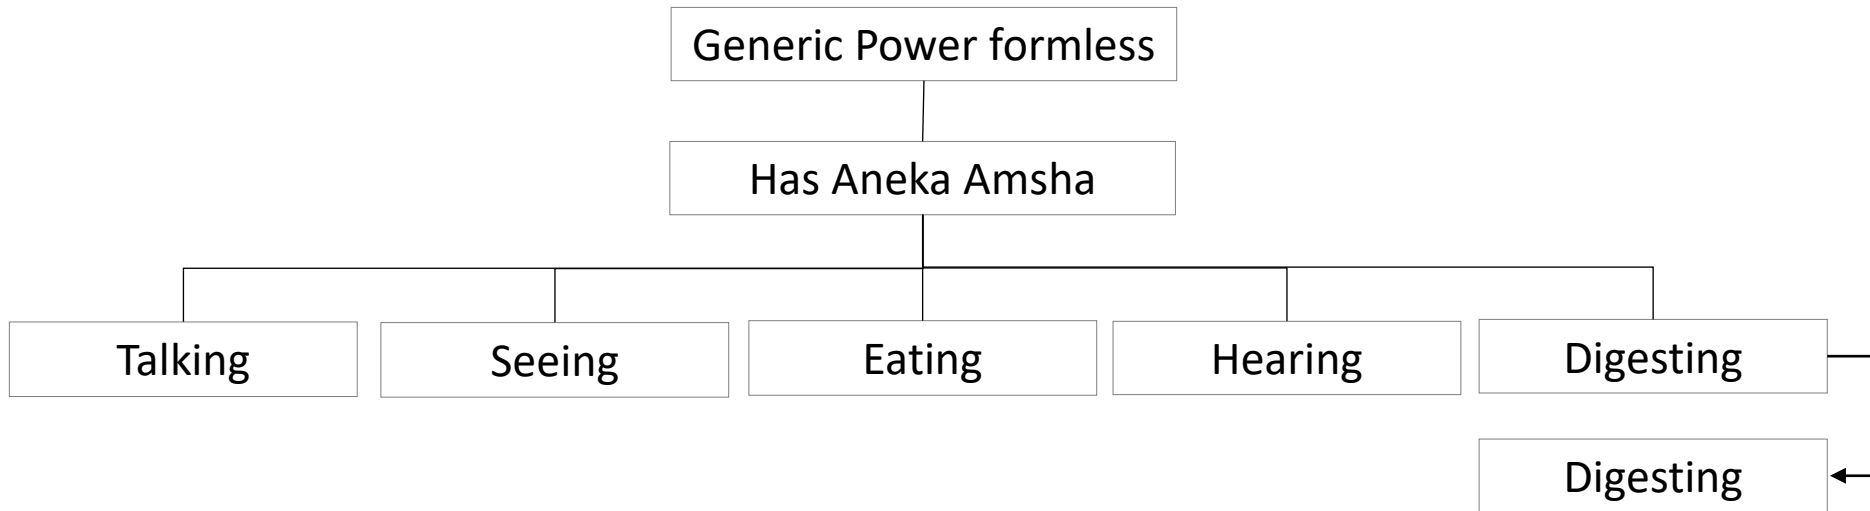 Generic Power formless
Has Aneka Amsha
Talking
Seeing
Eating
Hearing
Digesting
Digesting